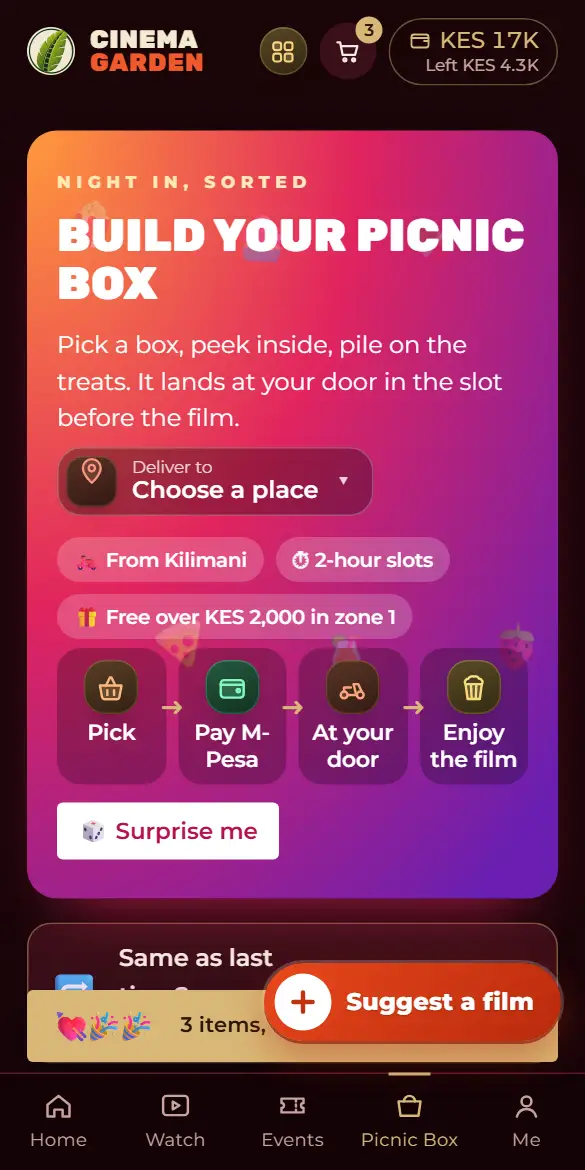 CINEMA
GARDEN
3
KES 17K
Left KES 4.3K
NIGHT IN, SORTED
BUILD YOUR PICNIC
BOX
Pick a box, peek inside, pile on the
treats. It lands at your door in the slot
before the film.
Deliver to
Choose a place
From Kilimani
2-hour slots
Free over KES 2,000 in zone 1
Pick
Pay M-
Pesa
At your
door
Enjoy
the film
Surprise me
Same as last
3 items,
Suggest a film
Home
Watch
Events
Picnic Box
Me